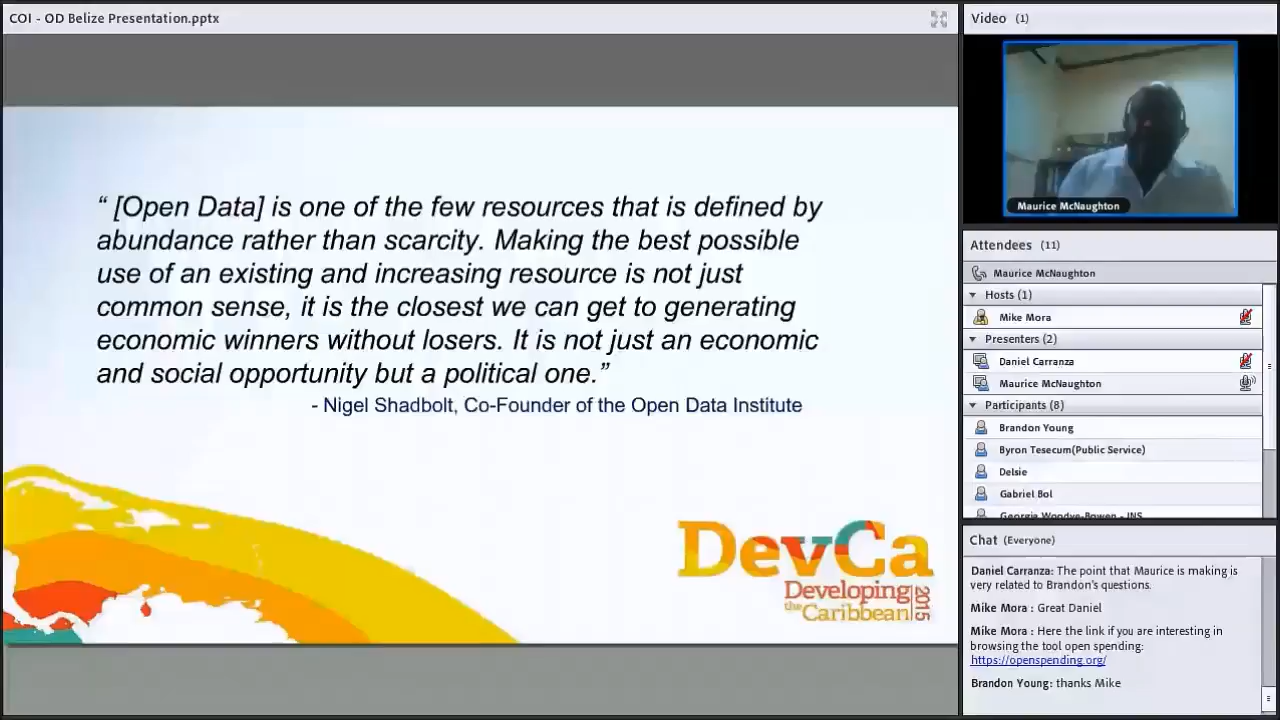 COI - OD Belize Presentation.pptx
“ [Open Data] is one of the few resources that is defined by
abundance rather than scarcity. Making the best possible
use of an existing and increasing resource is not just
common sense, it is the closest we can get to generating
economic winners without losers. It is not just an economic
and social opportunity but a political one.”
- Nigel Shadbolt, Co-Founder of the Open Data Institute
DevCa
Developing
the Caribbean
2015
Video (1)
Maurice McNaughton
Attendees (11)
Maurice McNaughton
Hosts (1)
Mike Mora
Presenters (2)
Daniel Carranza
Maurice McNaughton
Participants (8)
Brandon Young
Byron Tesecum(Public Service)
Delsie
Gabriel Bol
Chat (Everyone)
Daniel Carranza: The point that Maurice is making is
very related to Brandon's questions.
Mike Mora : Great Daniel
Mike Mora : Here the link if you are interesting in
browsing the tool open spending:
https://openspending.org/
Brandon Young: thanks Mike